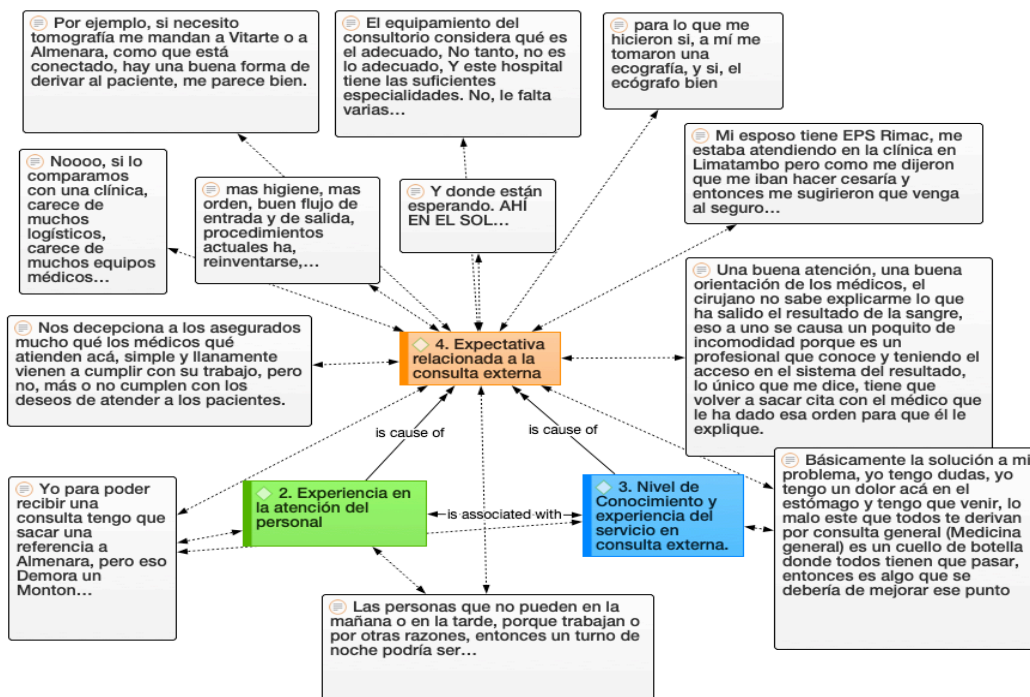 Por ejemplo, si necesito
tomografía me mandan a Vitarte o a
Almenara, como que está
conectado, hay una buena forma de
derivar al paciente, me parece bien.
El equipamiento del
consultorio considera qué es
el adecuado, No tanto, no es
lo adecuado, Y este hospital
tiene las suficientes
especialidades. No, le falta
varias...
para lo que me
hicieron si, a mí me
tomaron una
ecografía, y si, el
ecógrafo bien
Mi esposo tiene EPS Rimac, me
estaba atendiendo en la clínica en
Limatambo pero como me dijeron
que me iban hacer cesaría y
entonces me sugirieron que venga
al seguro...
Noooo, si lo
comparamos
con una clínica,
carece de
muchos
logísticos,
carece de
muchos equipos
médicos...
mas higiene, mas
orden, buen flujo de
entrada y de salida,
procedimientos
actuales ha,
reinventarse,...
Y donde están
esperando. AHÍ
EN EL SOL...
Una buena atención, una buena
orientación de los médicos, el
cirujano no sabe explicarme lo que
ha salido el resultado de la sangre,
eso a uno se causa un poquito de
incomodidad porque es un
profesional que conoce y teniendo el
acceso en el sistema del resultado,
lo único que me dice, tiene que
volver a sacar cita con el médico que
le ha dado esa orden para que él le
explique.
Nos decepciona a los asegurados
mucho qué los médicos qué
atienden acá, simple y llanamente
vienen a cumplir con su trabajo, pero
no, más o no cumplen con los
deseos de atender a los pacientes.
4. Expectativa
relacionada a la
consulta externa
is cause of
is cause of
2. Experiencia en
la atención del
personal
is associated with
3. Nivel de
Conocimiento y
experiencia del
servicio en
consulta externa.
Yo para poder
recibir una
consulta tengo que
sacar una
referencia a
Almenara, pero eso
Demora un
Monton...
Básicamente la solución a mi
problema, yo tengo dudas, yo
tengo un dolor acá en el
estómago y tengo que venir, lo
malo este que todos te derivan
por consulta general (Medicina
general) es un cuello de botella
donde todos tienen que pasar,
entonces es algo que se
debería de mejorar ese punto
Las personas que no pueden en la
mañana o en la tarde, porque trabajan o
por otras razones, entonces un turno de
noche podría ser...